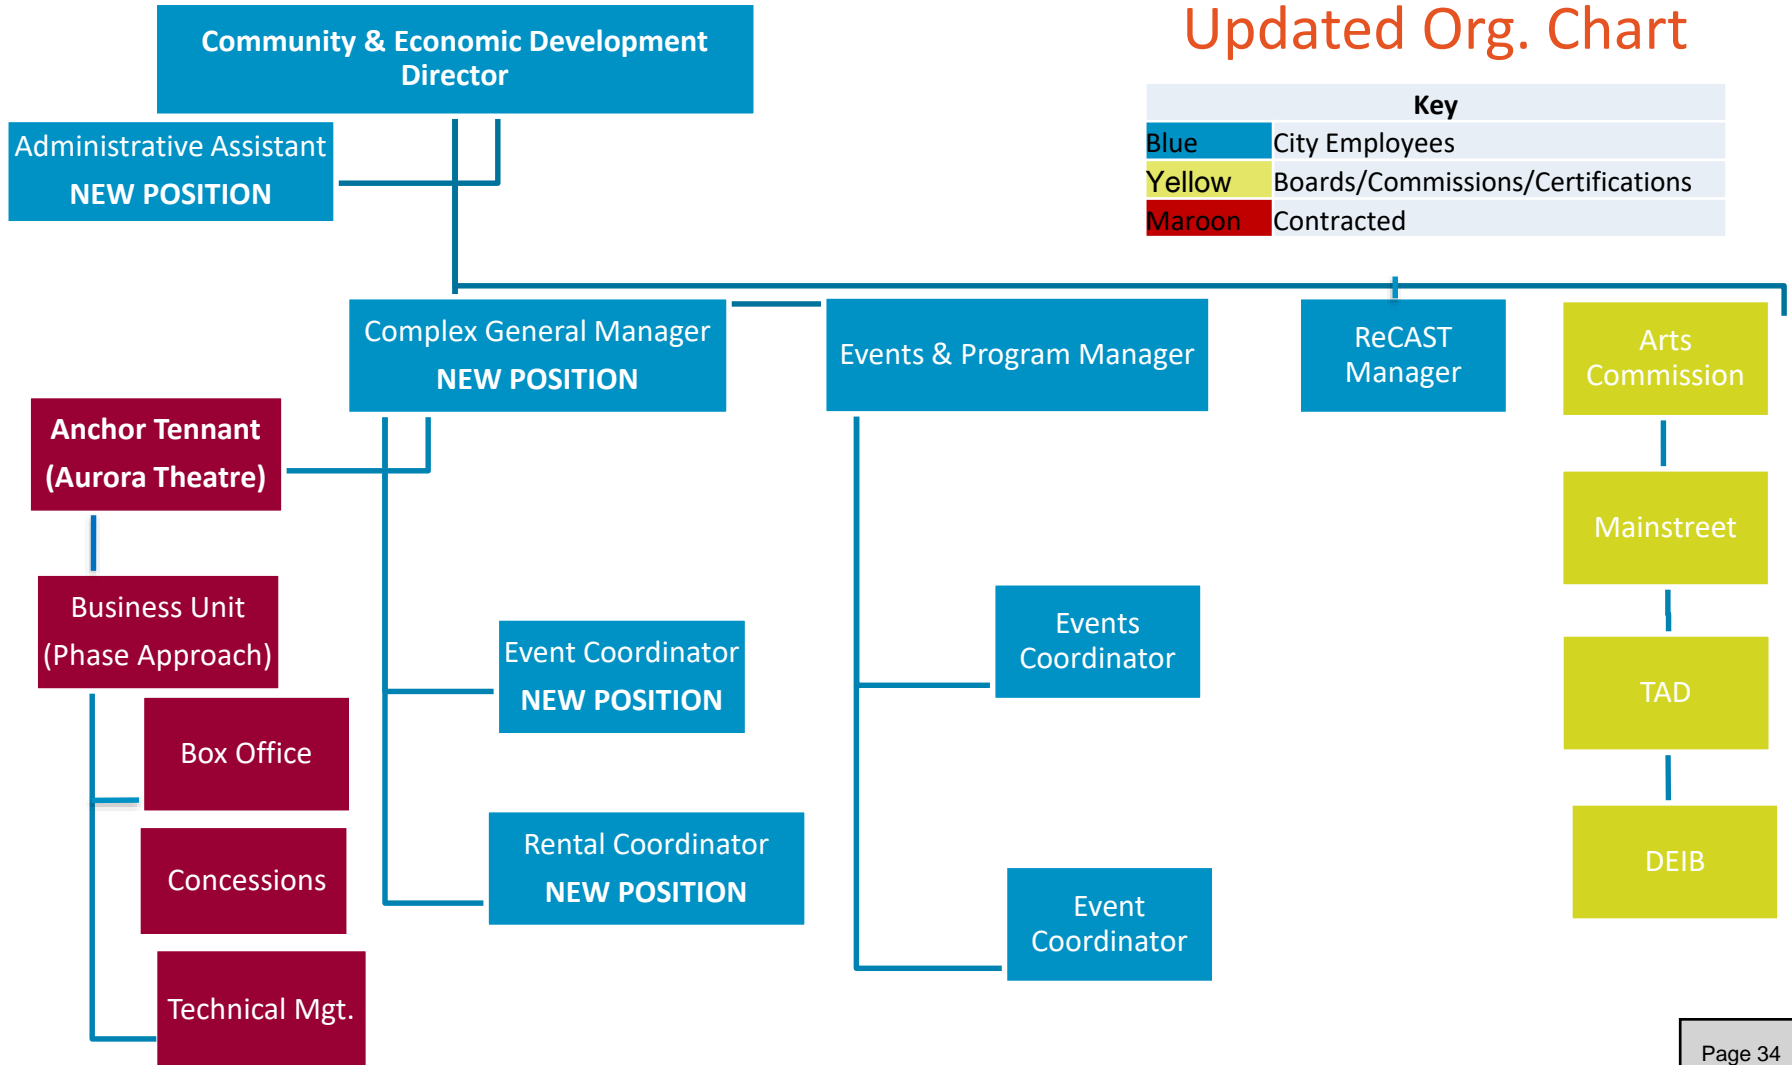 Updated Org. Chart
Community & Economic Development
Director
Key
Blue City Employees
Yellow Boards/Commissions/Certifications
Maroon Contracted
Administrative Assistant
NEW POSITION
Complex General Manager
NEW POSITION
Events & Program Manager
ReCAST
Manager
Arts
Commission
Anchor Tennant
(Aurora Theatre)
Mainstreet
Business Unit
(Phase Approach)
Event Coordinator
NEW POSITION
Events
Coordinator
TAD
Box Office
Concessions
Rental Coordinator
NEW POSITION
Event
Coordinator
DEIB
Technical Mgt.
Page 34